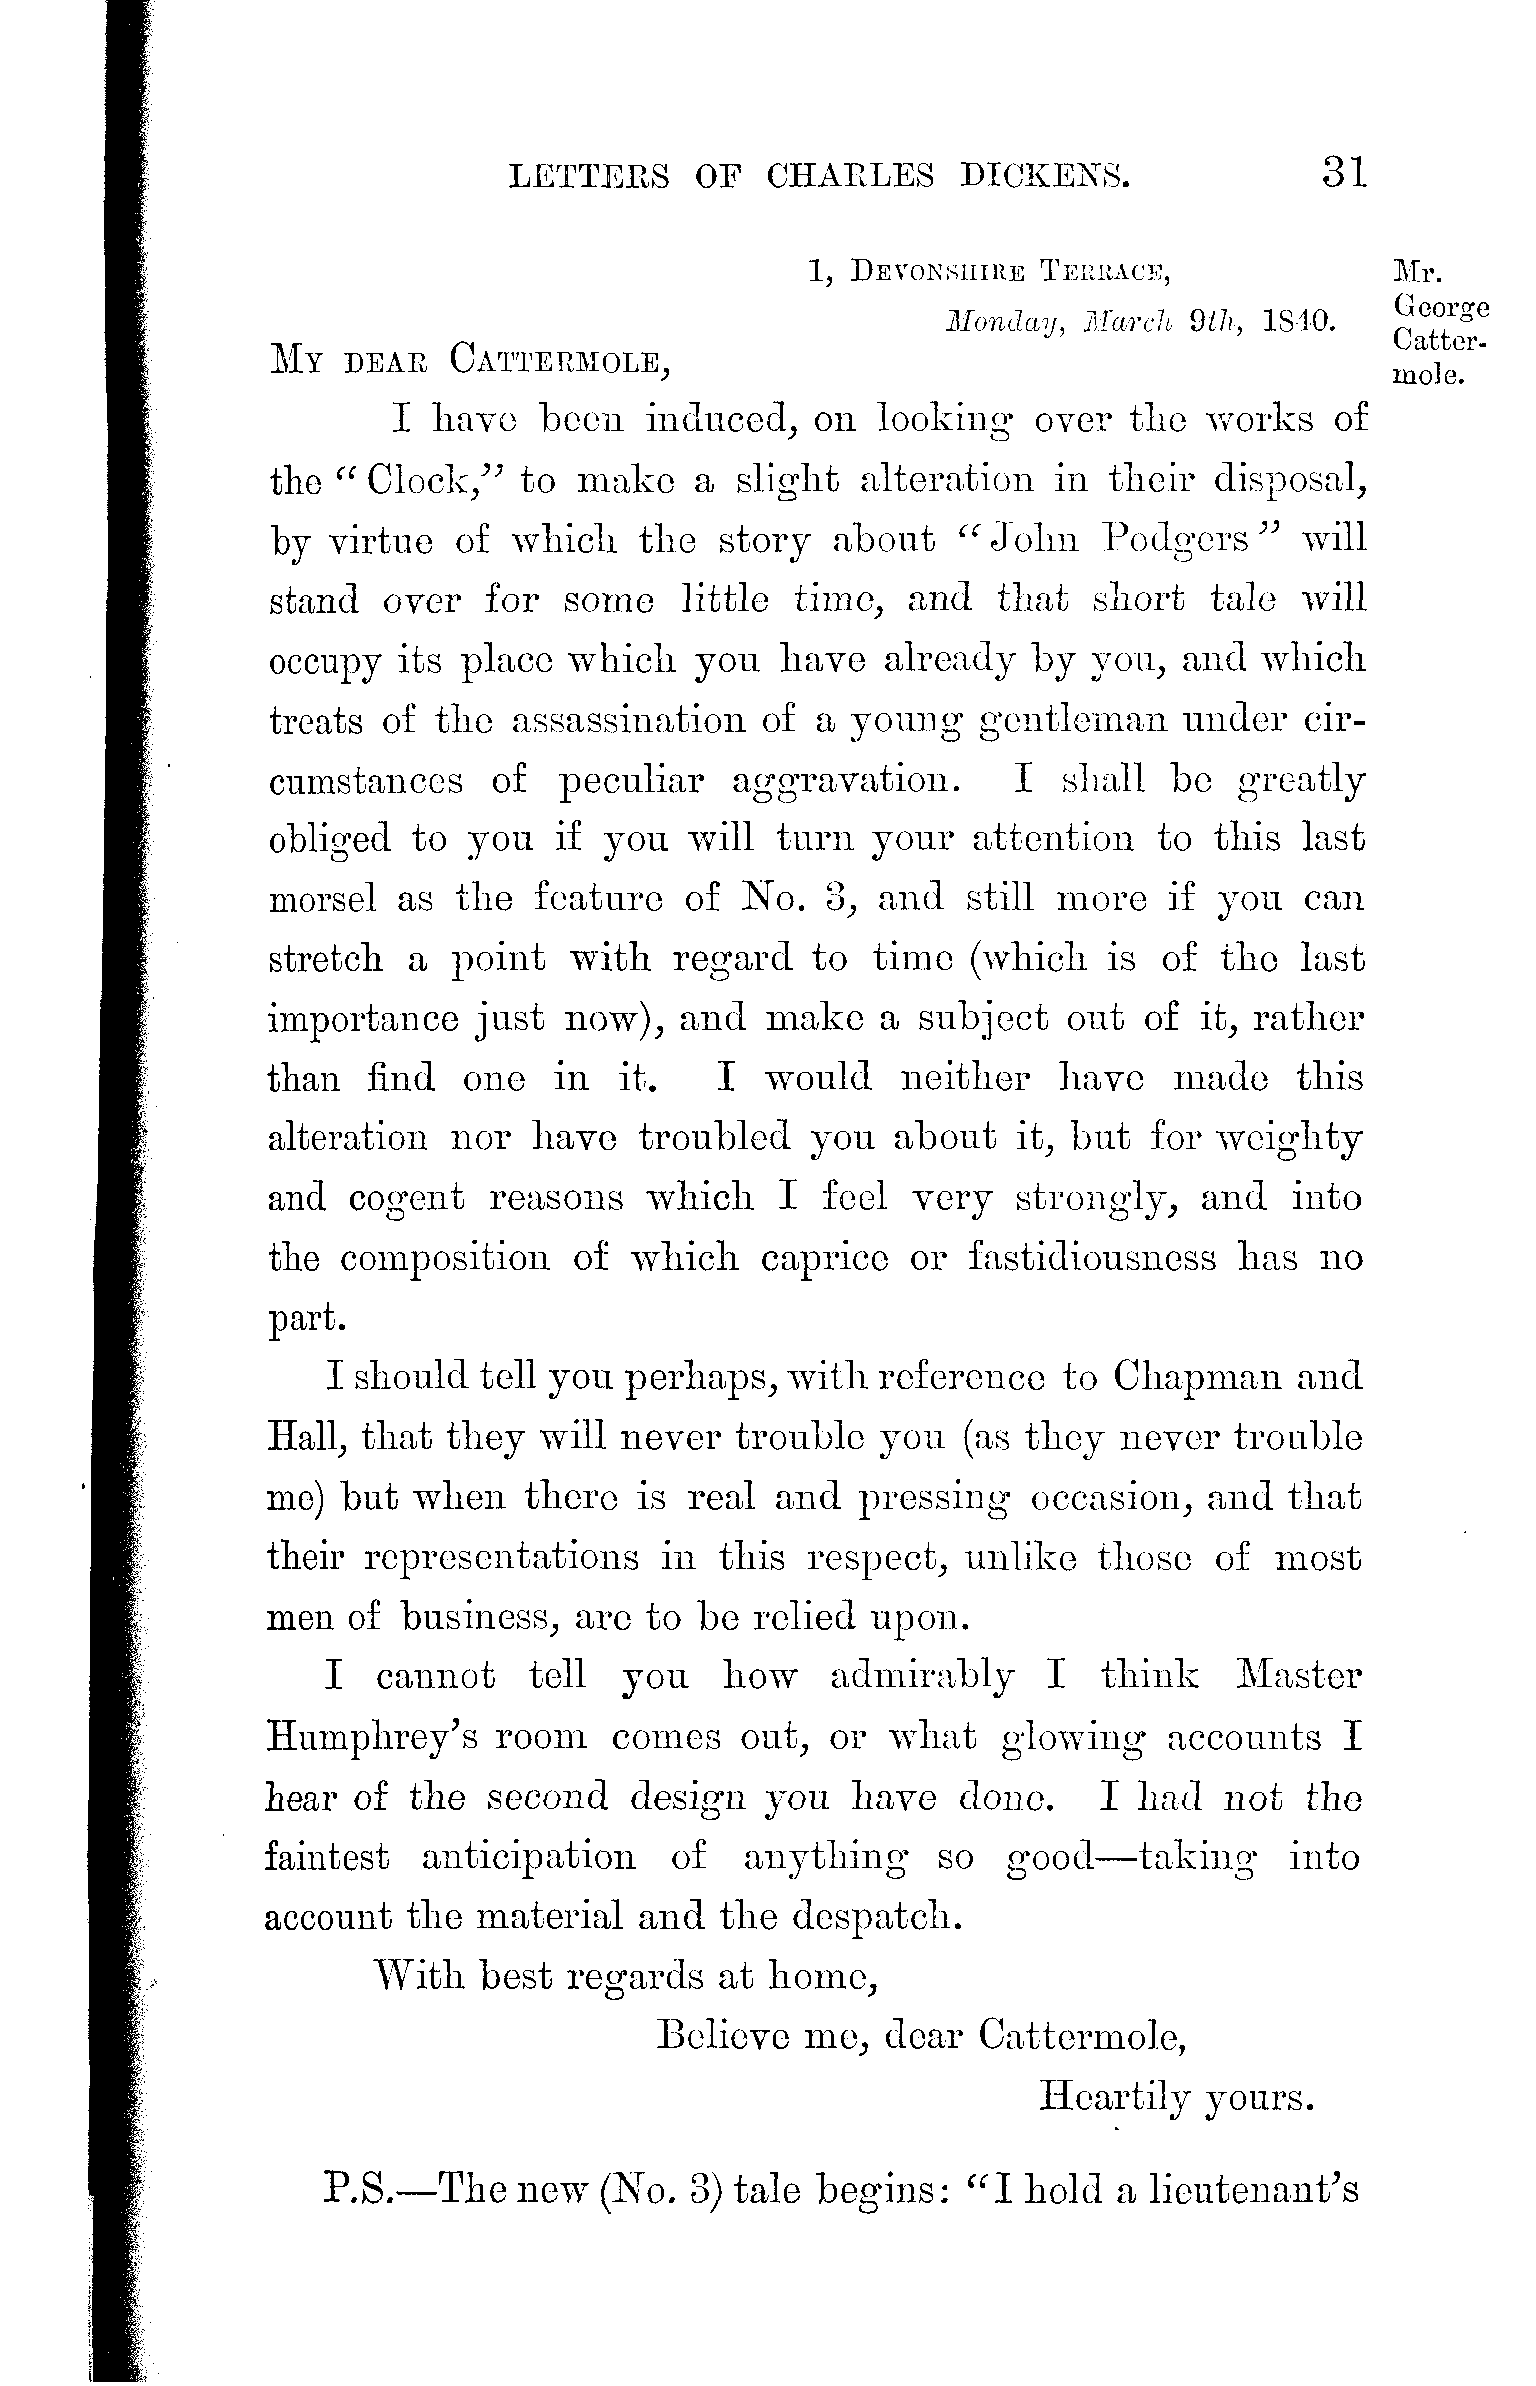 LETTERS OF CHARLES DICKENS. 31
1, DEVONSHIRE TERRACE,
Monday, March 9th, 1840.
Mr.
George
Catter-
mole.
MY DEAR CATTERMOLE,
I have been induced, on looking over the works of
the “Clock,” to make a slight alteration in their disposal,
by virtue of which the story about “John Podgers” will
stand over for some little time, and that short tale will
occupy its place which you have already by you, and which
treats of the assassination of a young gentleman under cir-
cumstances of peculiar aggravation. I shall be greatly
obliged to you if you will turn your attention to this last
morsel as the feature of No. 3, and still more if you can
stretch a point with regard to time (which is of the last
importance just now), and make a subject out of it, rather
than find one in it. I would neither have made this
alteration nor have troubled you about it, but for weighty
and cogent reasons which I feel very strongly, and into
the composition of which caprice or fastidiousness has no
part.
I should tell you perhaps, with reference to Chapman and
Hall, that they will never trouble you (as they never trouble
me) but when there is real and pressing occasion, and that
their representations in this respect, unlike those of most
men of business, are to be relied upon.
I cannot tell you how admirably I think Master
Humphrey’s room comes out, or what glowing accounts I
hear of the second design you have done. I had not the
faintest anticipation of anything so good—taking into
account the material and the despatch.
With best regards at home,
Believe me, dear Cattermole,
Heartily yours.
P.S.—The new (No. 3) tale begins: “I hold a lieutenant’s